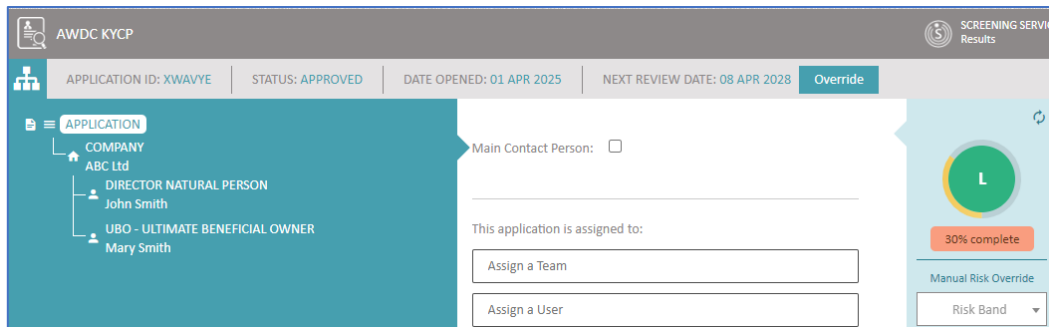 AWDC KYCP
SCREENING
Results
APPLICATION ID: XWAVYE
STATUS: APPROVED
DATE OPENED: 01 APR 2025
NEXT REVIEW DATE: 08 APR 2028
Override
APPLICATION
COMPANY
ABC Ltd
DIRECTOR NATURAL PERSON
John Smith
UBO - ULTIMATE BENEFICIAL OWNER
Mary Smith
Main Contact Person:
This application is assigned to:
Assign a Team
Assign a User
L
30% complete
Manual Risk Override
Risk Band